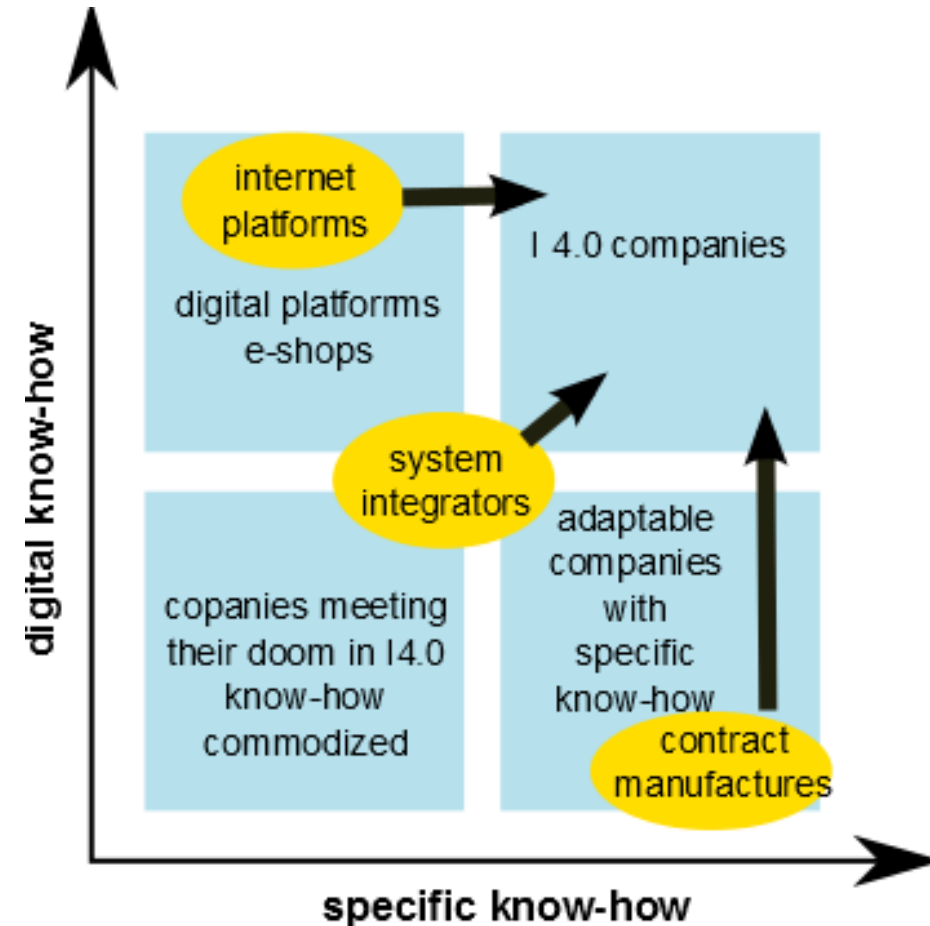 internet
platforms
digital platforms
e-shops
I 4.0 companies
system
integrators
copanies meeting
their doom in I4.0
know-how
commodized
adaptable
companies
with
specific
know-how
contract
manufactures
digital know-how
specific know-how